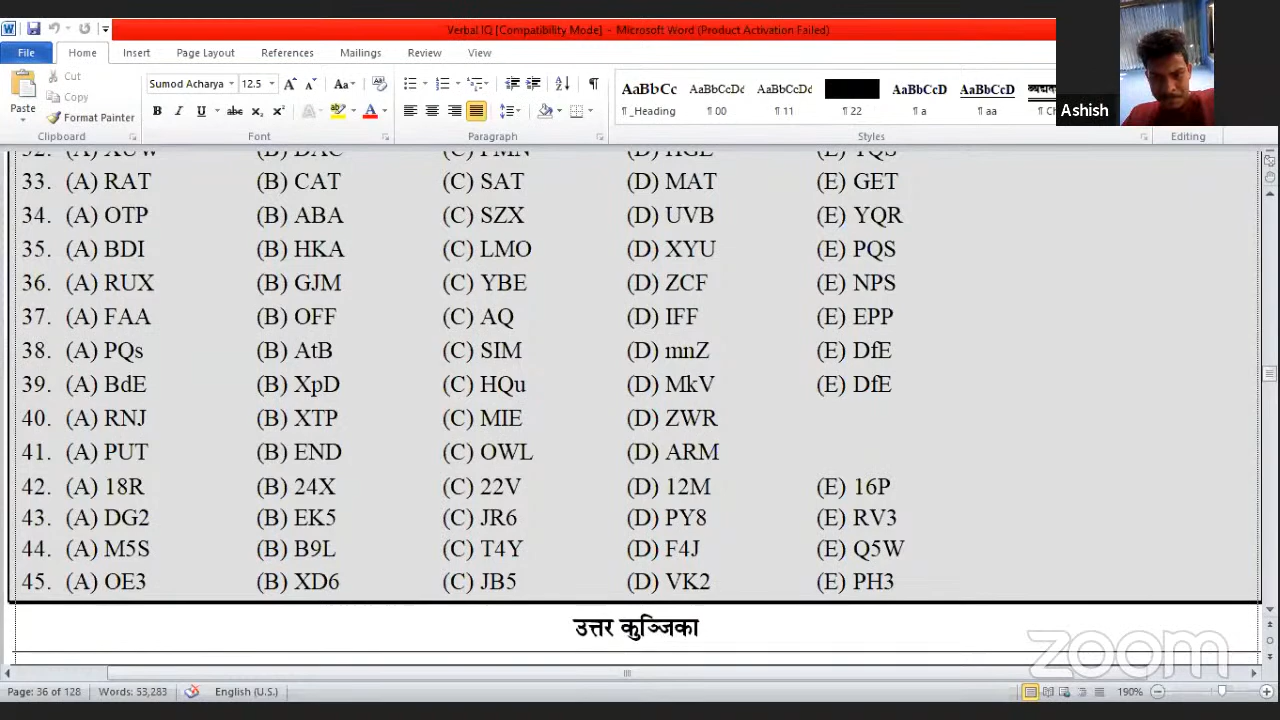 Verbal IQ [Compatibility Mode] - Microsoft Word (Product Activation Failed)
File Home Insert Page Layout References Mailings Review View
Paste
Cut
Copy
Format Painter
Clipboard
Sumod Acharya 12.5
Font
Paragraph
AaBbCc AaBbCcDc AaBbCcDc AaBbCcD AaBbCcD
¶ _Heading ¶ 00 ¶ 11 ¶ 22 ¶ a ¶ aa
Styles
Editing
Ashish
33. (A) RAT (B) CAT (C) SAT (D) MAT (E) GET
34. (A) OTP (B) ABA (C) SZX (D) UVB (E) YQR
35. (A) BDI (B) HKA (C) LMO (D) XYU (E) PQS
36. (A) RUX (B) GJM (C) YBE (D) ZCF (E) NPS
37. (A) FAA (B) OFF (C) AQ (D) IFF (E) EPP
38. (A) PQs (B) AtB (C) SIM (D) mnZ (E) DfE
39. (A) BdE (B) XpD (C) HQu (D) MkV (E) DfE
40. (A) RNJ (B) XTP (C) MIE (D) ZWR
41. (A) PUT (B) END (C) OWL (D) ARM
42. (A) 18R (B) 24X (C) 22V (D) 12M (E) 16P
43. (A) DG2 (B) EK5 (C) JR6 (D) PY8 (E) RV3
44. (A) M5S (B) B9L (C) T4Y (D) F4J (E) Q5W
45. (A) OE3 (B) XD6 (C) JB5 (D) VK2 (E) PH3
उत्तर कुञ्जिका
zoom
Page: 36 of 128 Words: 53,283 English (U.S.) 190%